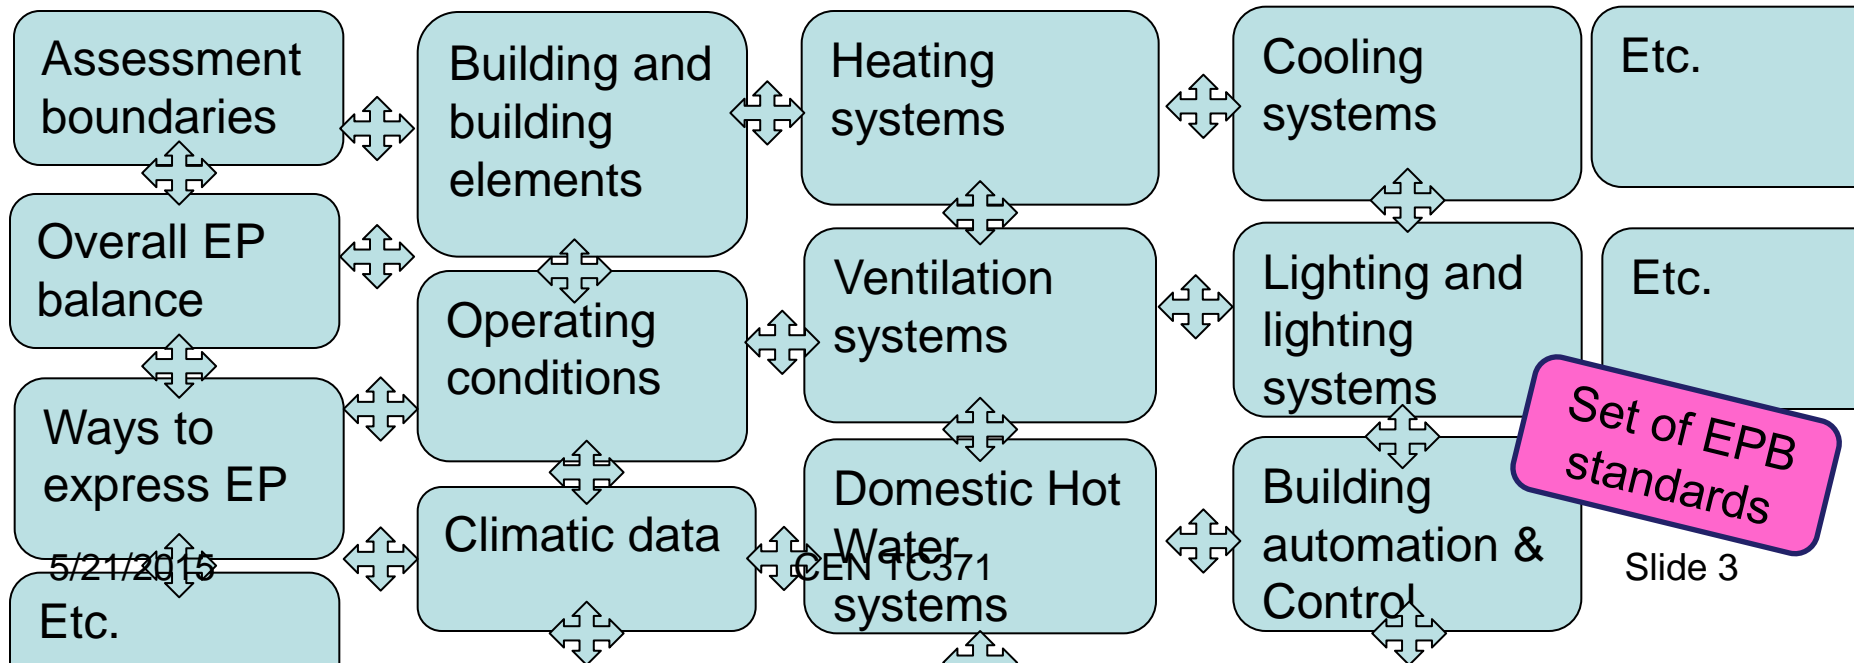 Assessment
boundaries
Overall EP
balance
Ways to
express EP
Etc.
Building and
building
elements
Operating
conditions
Climatic data
Heating
systems
Ventilation
systems
Domestic Hot
Water
systems
Cooling
systems
Lighting and
lighting
systems
Building
automation &
Control
Etc.
Etc.
Set of EPB
standards
5/21/2015
CEN TC371
Slide 3